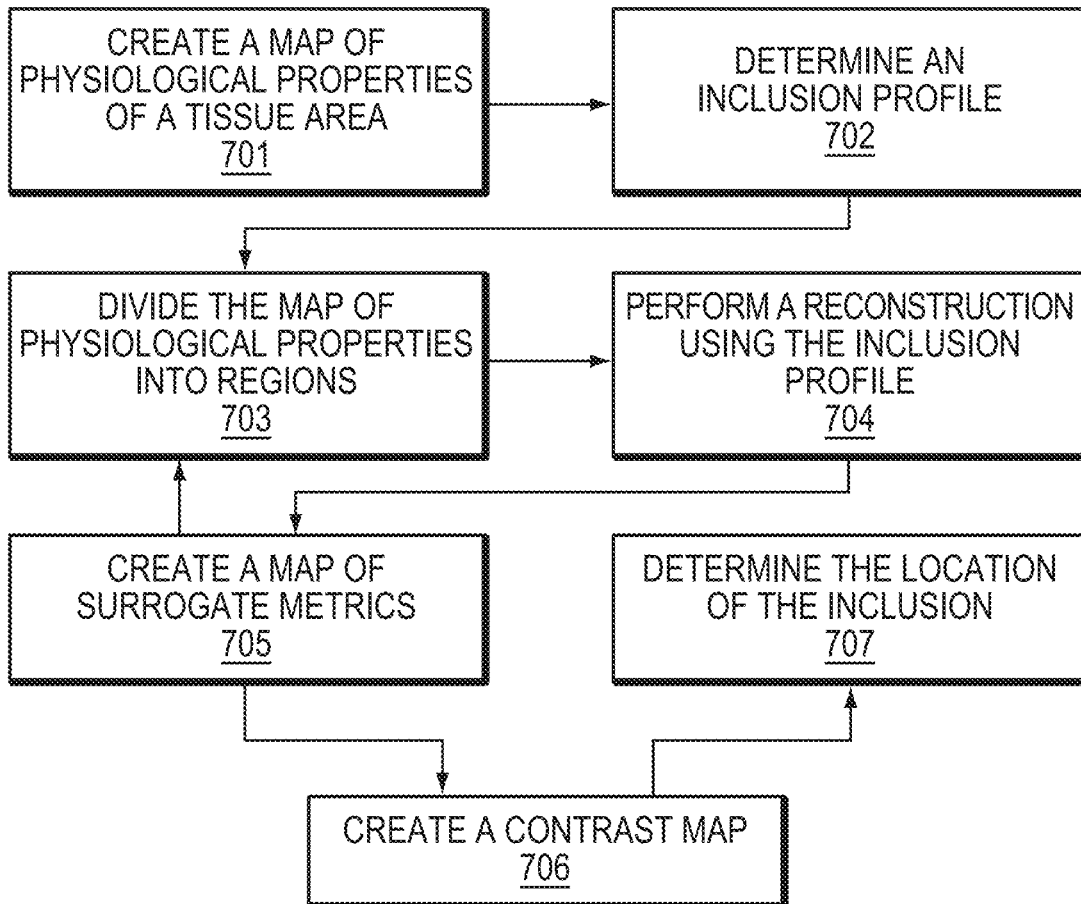 CREATE A MAP OF
PHYSIOLOGICAL PROPERTIES
OF A TISSUE AREA
701
DETERMINE AN
INCLUSION PROFILE
702
DIVIDE THE MAP OF
PHYSIOLOGICAL PROPERTIES
INTO REGIONS
703
PERFORM A RECONSTRUCTION
USING THE INCLUSION
PROFILE
704
CREATE A MAP OF
SURROGATE METRICS
705
DETERMINE THE LOCATION
OF THE INCLUSION
707
CREATE A CONTRAST MAP
706